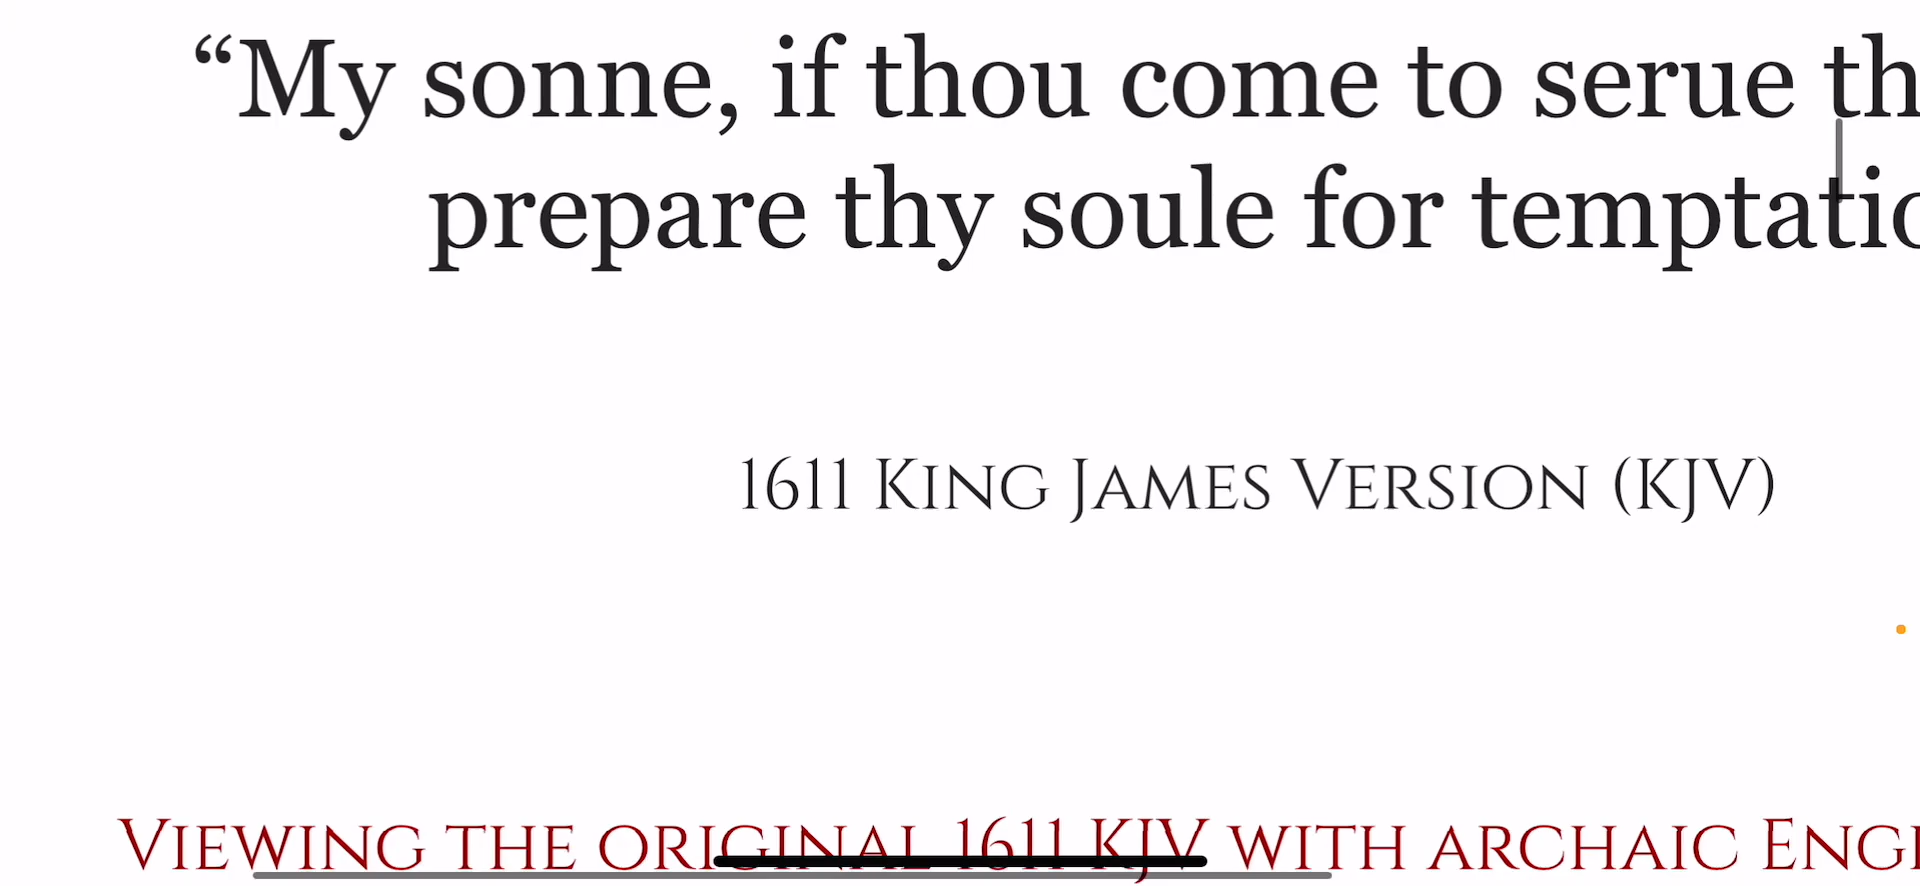 “My sonne, if thou come to serue th
prepare thy soule for temptatio
1611 King James Version (KJV)
Viewing the original 1611 KJV with archaic Engl